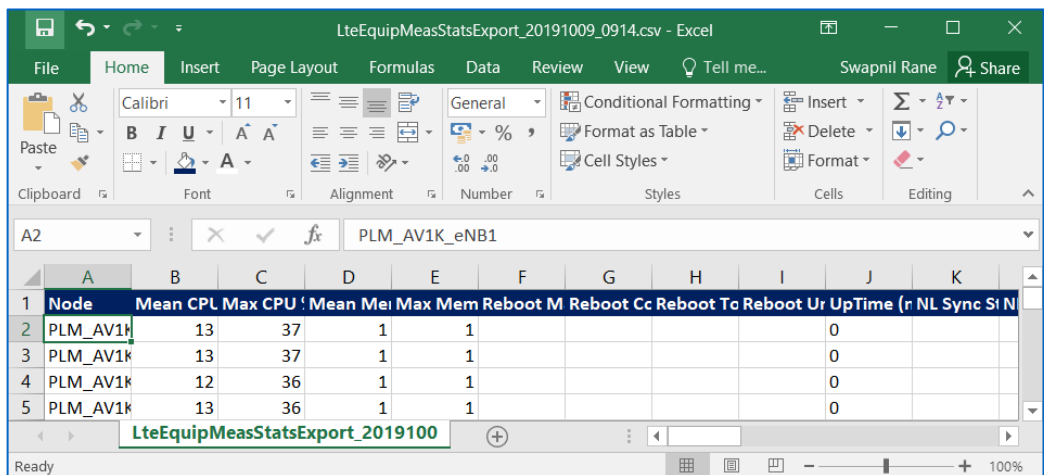 LteEquipMeasStatsExport_20191009_0914.csv - Excel
File Home Insert Page Layout Formulas Data Review View Tell me... Swapnil Rane Share
Calibri 11 General Conditional Formatting Insert
Paste B I U A A % , Format as Table Delete
A Cell Styles Format
Clipboard Font Alignment Number Styles Cells Editing
A2 fx PLM_AV1K_eNB1
A B C D E F G H I J K
1 Node Mean CPU Max CPU Mean Mem Max Mem Reboot M Reboot Co Reboot To Reboot Un UpTime (m NL Sync St N
2 PLM_AV1K 13 37 1 1 0
3 PLM_AV1K 13 37 1 1 0
4 PLM_AV1K 12 36 1 1 0
5 PLM_AV1K 13 36 1 1 0
LteEquipMeasStatsExport_2019100
Ready 100%